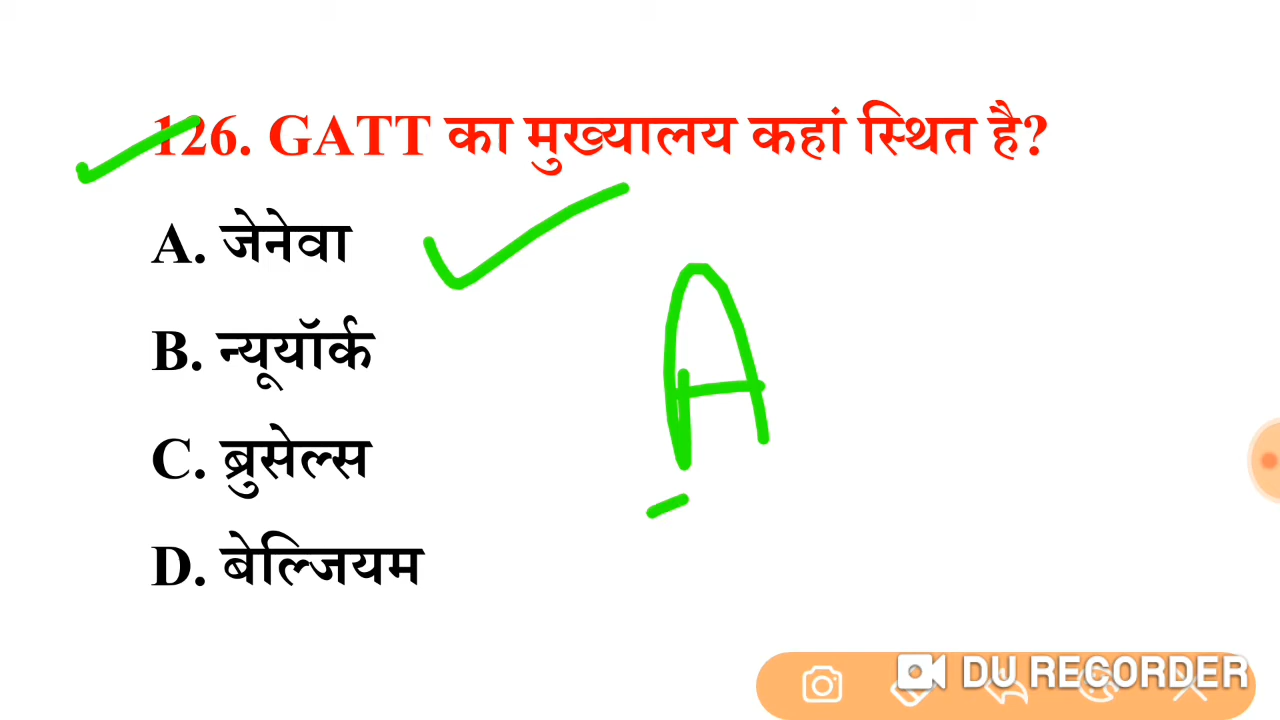 126. GATT का मुख्यालय कहां स्थित है?
A. जेनेवा
A
B. न्यूयॉर्क
C. ब्रुसेल्स
D. बेल्जियम
DU RECORDER